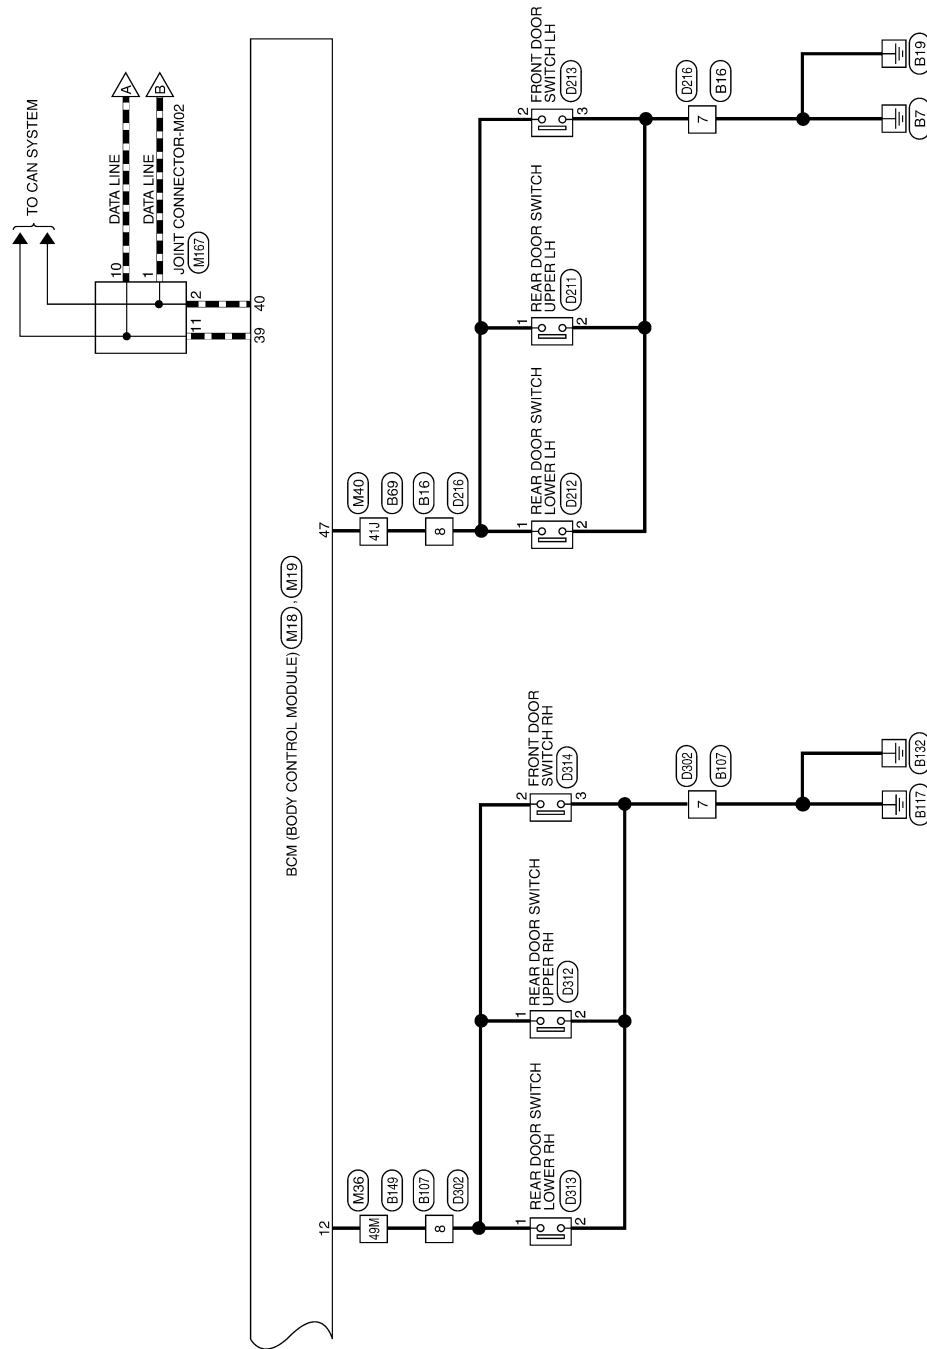 TO CAN SYSTEM
A
B
DATA LINE
DATA LINE
10
1
JOINT CONNECTOR-M02
M167
11
2
39
40
BCM (BODY CONTROL MODULE) M18 , M19
12
47
49M
M36
B149
8
B107
D302
41J
M40
B69
8
B16
D216
REAR DOOR SWITCH
LOWER RH
D313
1
2
REAR DOOR SWITCH
UPPER RH
D312
1
2
FRONT DOOR
SWITCH RH
D314
2
3
REAR DOOR SWITCH
LOWER LH
D212
1
2
REAR DOOR SWITCH
UPPER LH
D211
1
2
FRONT DOOR
SWITCH LH
D213
2
3
7
D302
B107
7
D216
B16
B117
B132
B7
B19